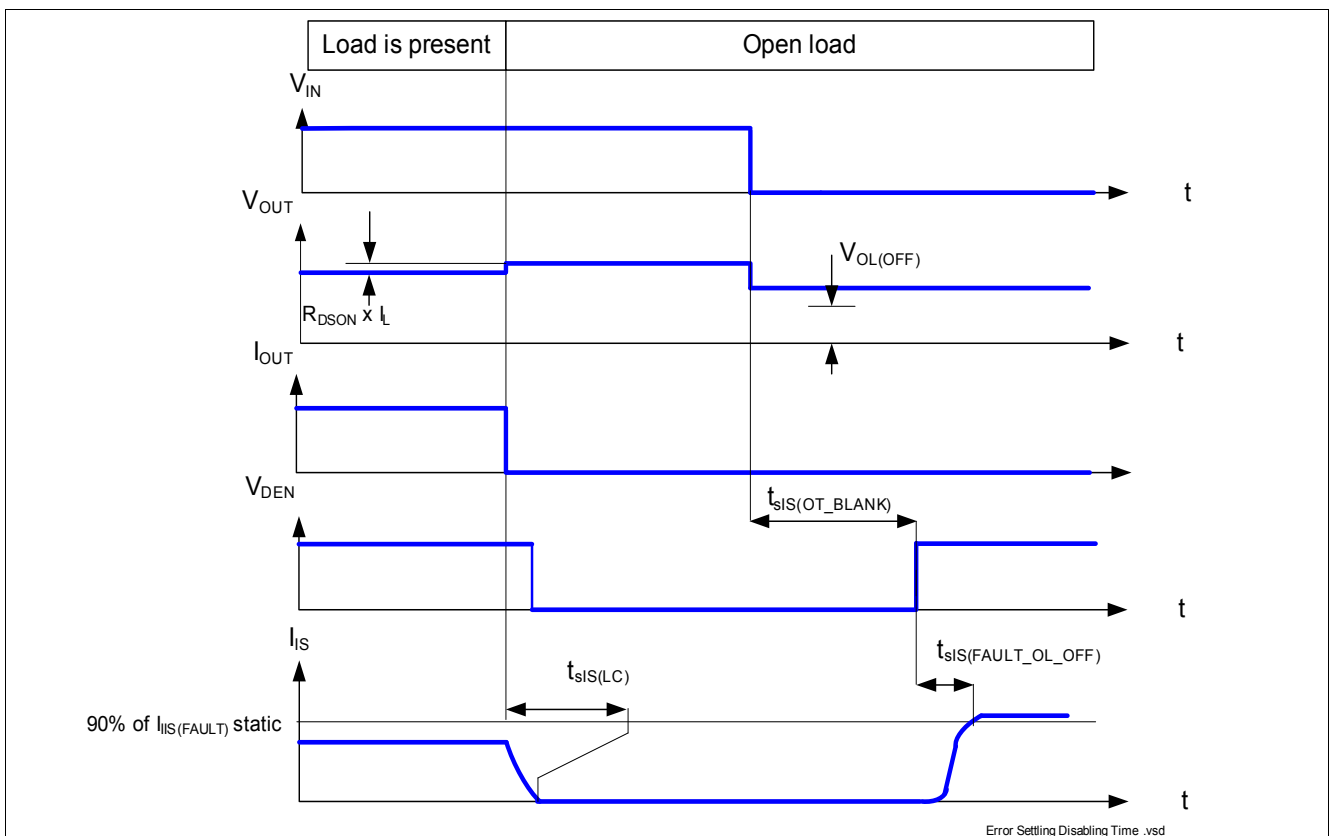 Load is present
Open load
VIN
t
VOUT
VOL(OFF)
RDSON x IL
t
IOUT
t
VDEN
tsIS(OT_BLANK)
t
IIS
tsIS(FAULT_OL_OFF)
tsIS(LC)
90% of IIIS(FAULT) static
t
Error Settling Disabling Time .vsd